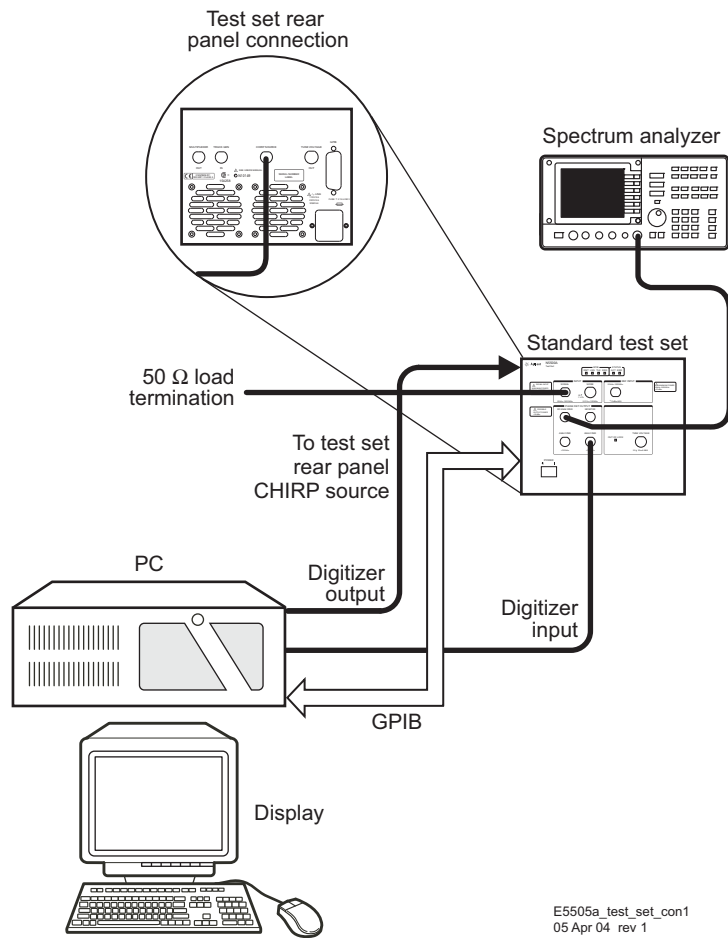 Test set rear
panel connection
Spectrum analyzer
Standard test set
50 Ω load
termination
To test set
rear panel
CHIRP source
PC
Digitizer
output
Digitizer
input
GPIB
Display
E5505a_test_set_con1
05 Apr 04 rev 1